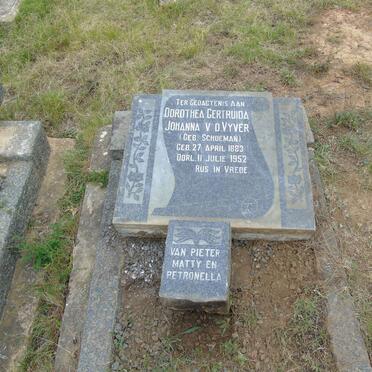 TER GEDAGTENIS AAN
DOROTHEA GERTRUIDA
JOHANNA V D VYVER
(GEB. SCHOEMAN)
GEB. 27 APRIL 1883
OORL. 11 JULIE 1952
RUS IN VREDE
VAN PIETER
MATTY EN
PETRONELLA